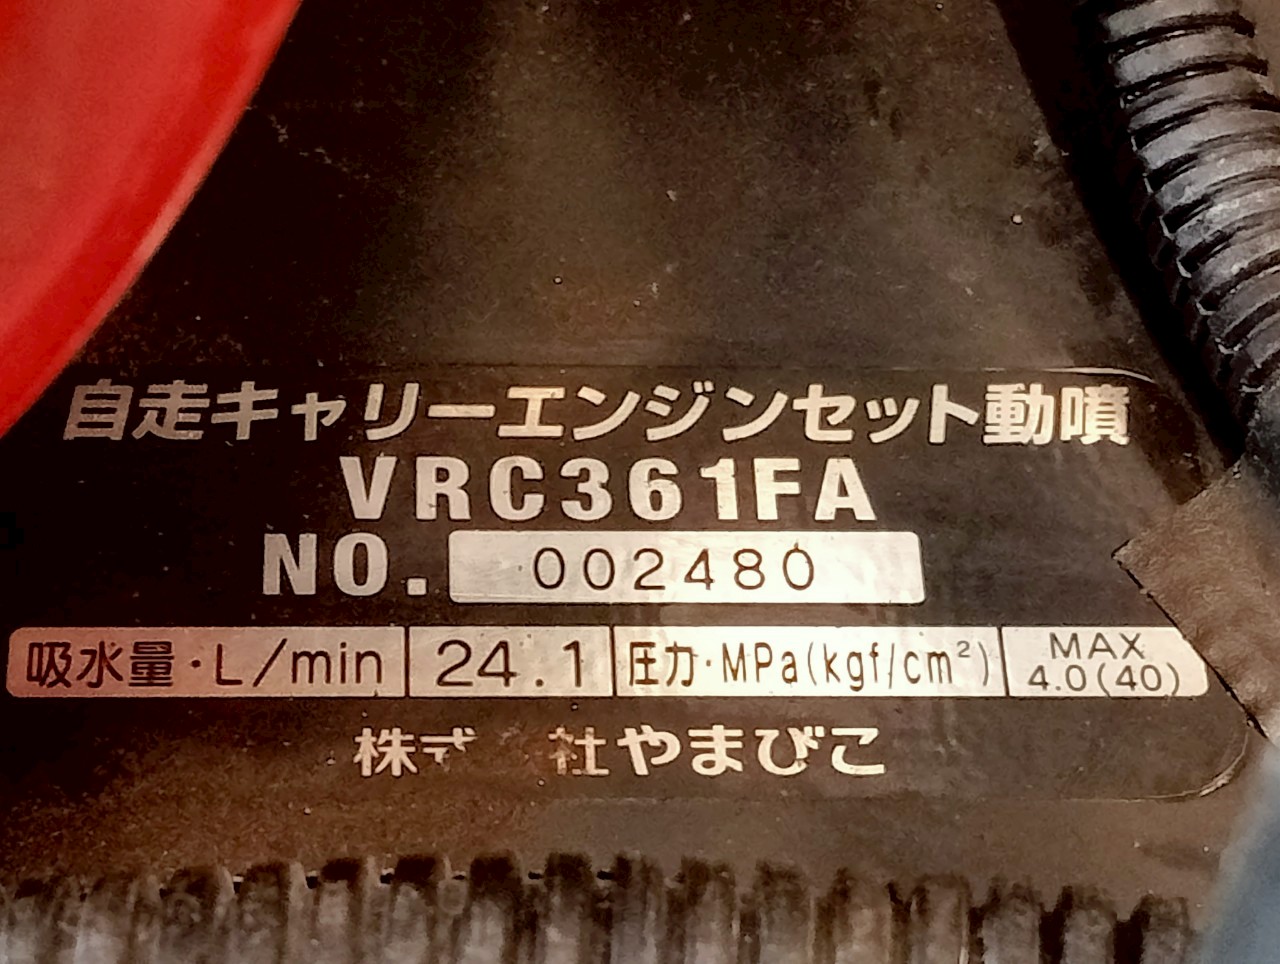 自走キャリーエンジンセット動噴
VRC361FA
NO. 002480
吸水量・L/min 24.1 圧力・MPa(kgf/cm²) MAX 4.0(40)
株式 社やまびこ